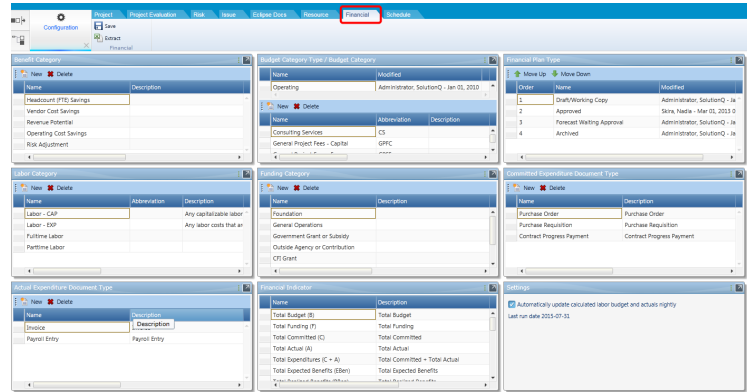 Project Project Evaluation Risk Issue Eclipse Docs Resource Financial Schedule
Configuration
Save
Extract
Financial
Benefit Category
New Delete
Name Description
Headcount (FTE) Savings
Vendor Cost Savings
Revenue Potential
Operating Cost Savings
Risk Adjustment
Budget Category Type / Budget Category
Name Modified
Operating Administrator, SolutionQ - Jan 01, 2010
New Delete
Name Abbreviation Description
Consulting Services CS
General Project Fees - Capital GPFC
Financial Plan Type
Move Up Move Down
Order Name Modified
1 Draft/Working Copy Administrator, SolutionQ - Ja
2 Approved Skira, Nadia - Mar 01, 2013 0
3 Forecast Waiting Approval Administrator, SolutionQ - Ja
4 Archived Administrator, SolutionQ - Ja
Labor Category
New Delete
Name Abbreviation Description
Labor - CAP Any capitalizable labor
Labor - EXP Any labor costs that ar
Fulltime Labor
Parttime Labor
Funding Category
New Delete
Name Description
Foundation
General Operations
Government Grant or Subsidy
Outside Agency or Contribution
CFI Grant
Committed Expenditure Document Type
New Delete
Name Description
Purchase Order Purchase Order
Purchase Requisition Purchase Requisition
Contract Progress Payment Contract Progress Payment
Actual Expenditure Document Type
New Delete
Name Description
Description
Invoice
Payroll Entry Payroll Entry
Financial Indicator
Name Description
Total Budget (B) Total Budget
Total Funding (F) Total Funding
Total Committed (C) Total Committed
Total Actual (A) Total Actual
Total Expenditures (C + A) Total Committed + Total Actual
Total Expected Benefits (EBen) Total Expected Benefits
Settings
Automatically update calculated labor budget and actuals nightly
Last run date 2015-07-31